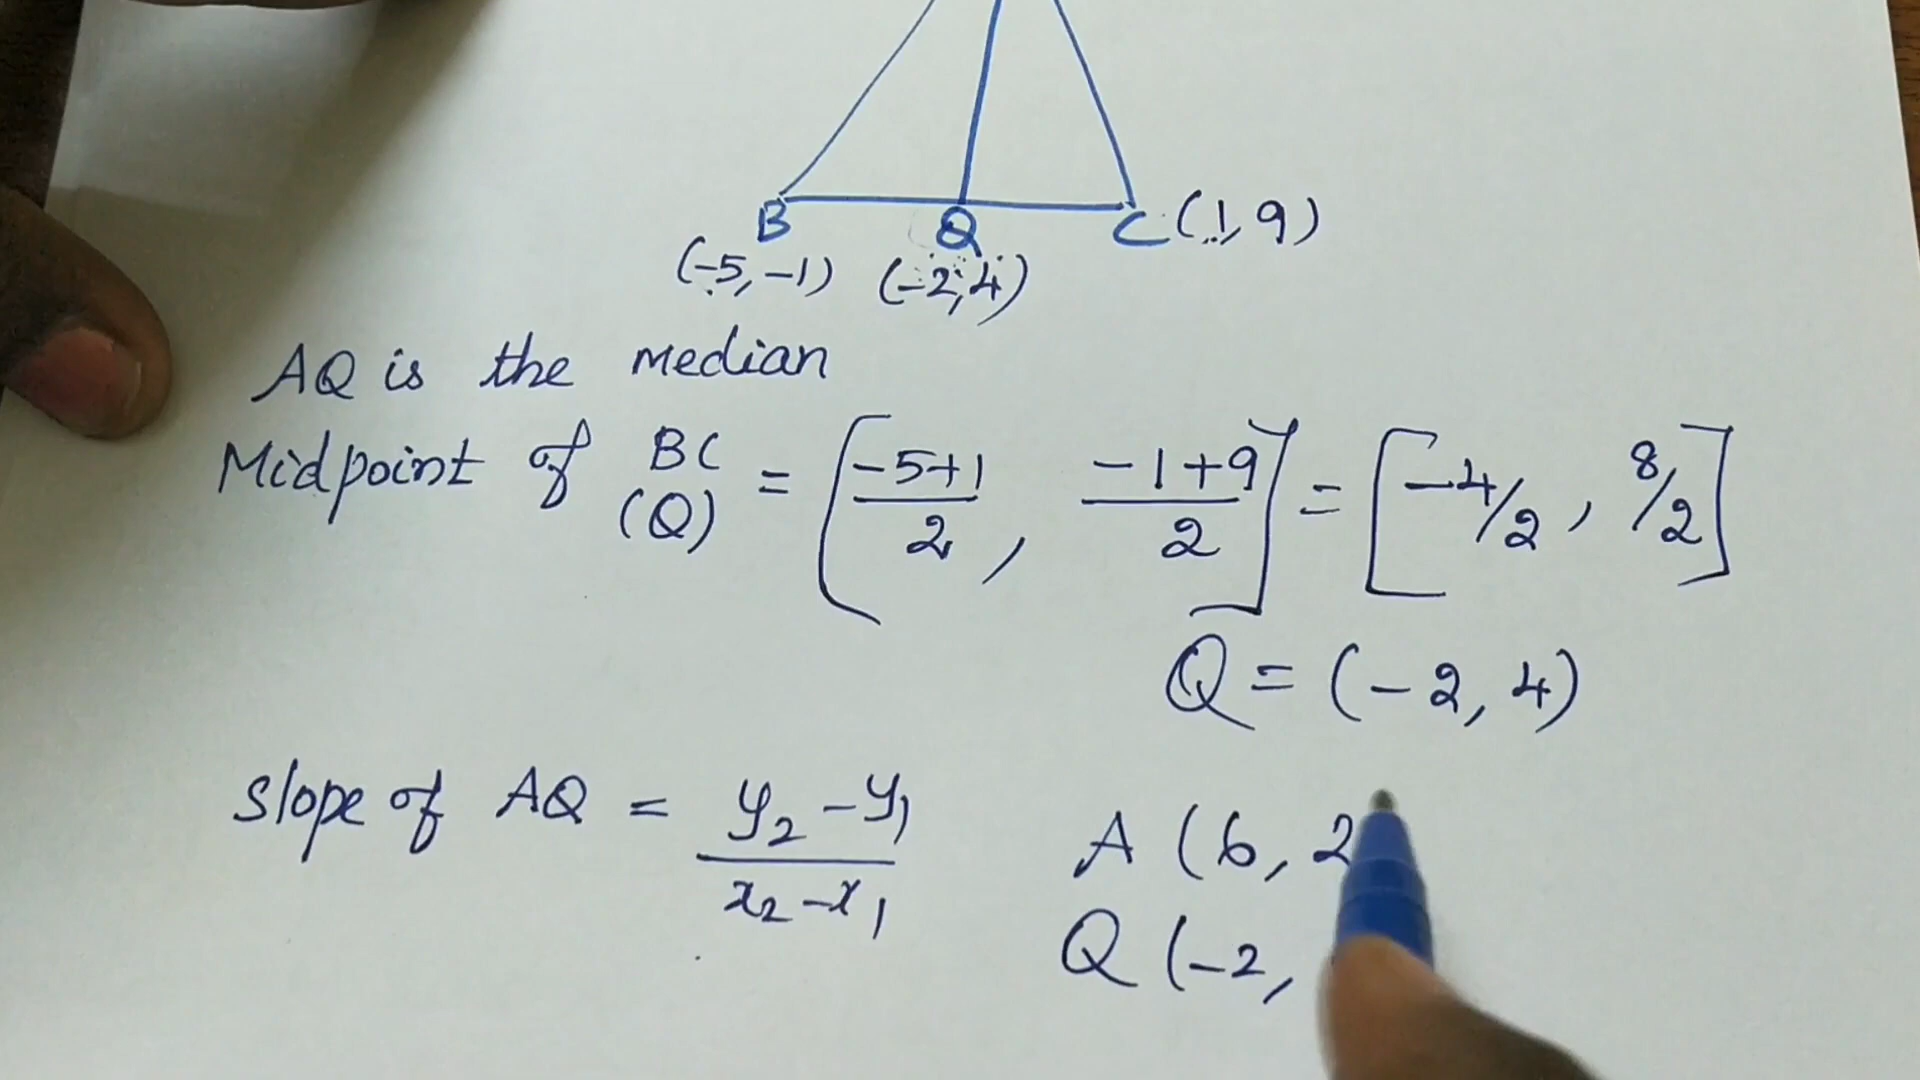 B Q C (1, 9)
(-5, -1) (-2, 4)
AQ is the median
Midpoint of BC (Q) = (-5+1/2, -1+9/2] = [-4/2, 8/2]
Q = (-2, 4)
Slope of AQ = y2 - y1 / x2 - x1
A (6, 2
Q (-2,